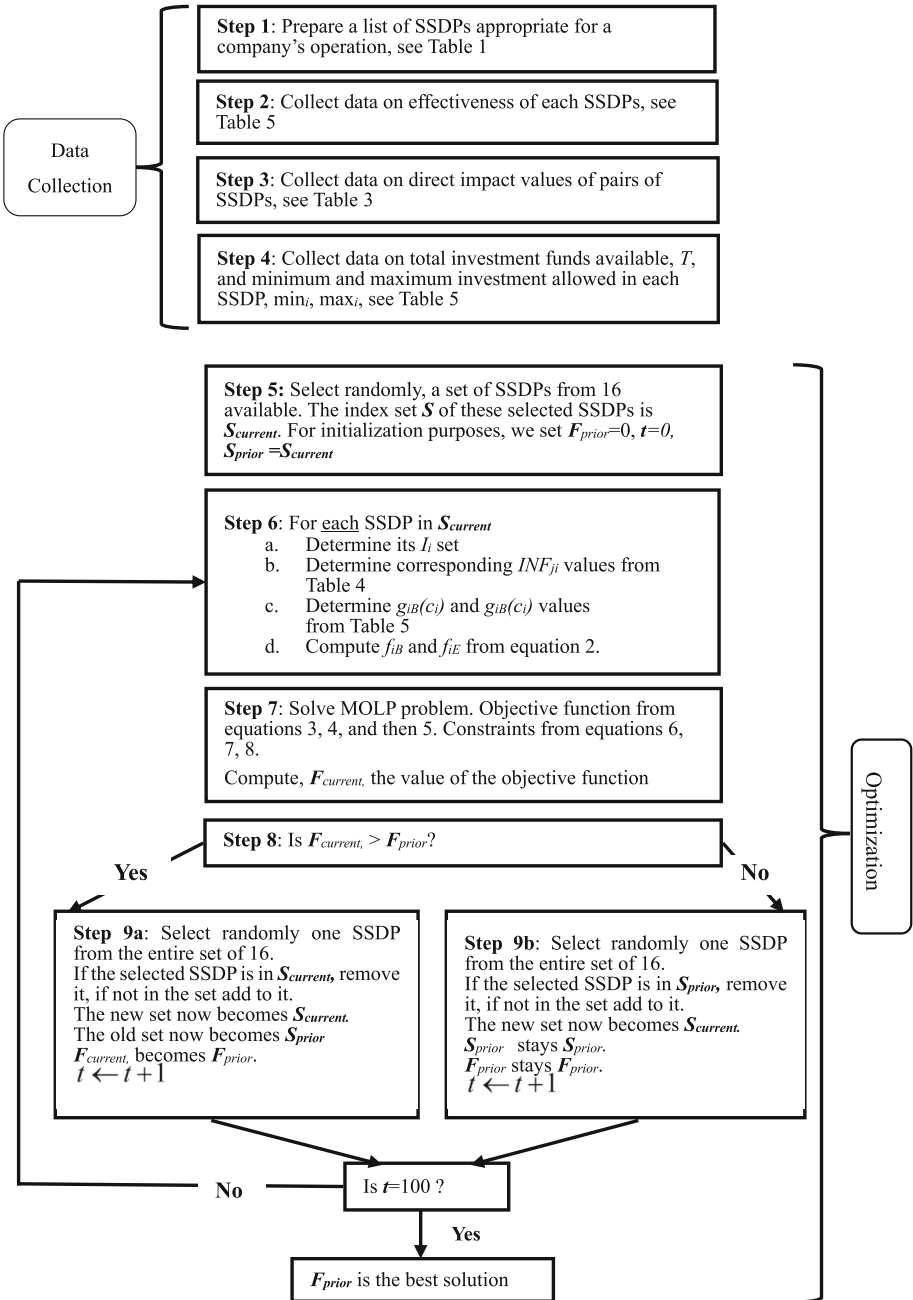 Step 1: Prepare a list of SSDPs appropriate for a
company's operation, see Table 1
Step 2: Collect data on effectiveness of each SSDPs, see
Table 5
Data
Collection
Step 3: Collect data on direct impact values of pairs of
SSDPs, see Table 3
Step 4: Collect data on total investment funds available, T,
and minimum and maximum investment allowed in each
SSDP, mini, maxi, see Table 5
Step 5: Select randomly, a set of SSDPs from 16
available. The index set S of these selected SSDPs is
Scurrent. For initialization purposes, we set Fprior=0, t=0,
Sprior =Scurrent
Step 6: For each SSDP in Scurrent
a. Determine its Ii set
b. Determine corresponding INFji values from
Table 4
c. Determine giB(ci) and giB(ci) values
from Table 5
d. Compute fiB and fiE from equation 2.
Step 7: Solve MOLP problem. Objective function from
equations 3, 4, and then 5. Constraints from equations 6,
7, 8.
Compute, Fcurrent, the value of the objective function
Optimization
Step 8: Is Fcurrent, > Fprior?
Yes
No
Step 9a: Select randomly one SSDP
from the entire set of 16.
If the selected SSDP is in Scurrent, remove
it, if not in the set add to it.
The new set now becomes Scurrent.
The old set now becomes Sprior
Fcurrent, becomes Fprior.
t ← t+1
Step 9b: Select randomly one SSDP
from the entire set of 16.
If the selected SSDP is in Sprior, remove
it, if not in the set add to it.
The new set now becomes Scurrent.
Sprior stays Sprior.
Fprior stays Fprior.
t ← t+1
No
Is t=100 ?
Yes
Fprior is the best solution